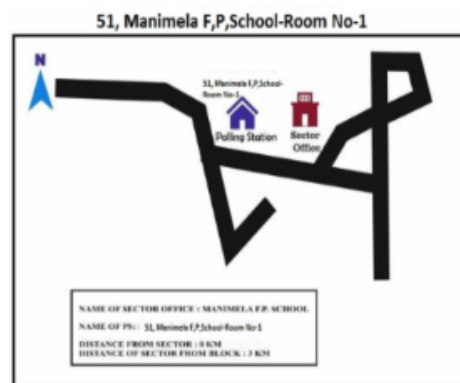 51, Manimela F,P,School-Room No-1
N
51, Manimela F,P,School-
Room No-1
Polling Station
Sector
Office
NAME OF SECTOR OFFICE : MANIMELA F.P. SCHOOL
NAME OF PS: 51, Manimela F,P,School-Room No-1
DISTANCE FROM SECTOR : 0 KM
DISTANCE OF SECTOR FROM BLOCK : 3 KM